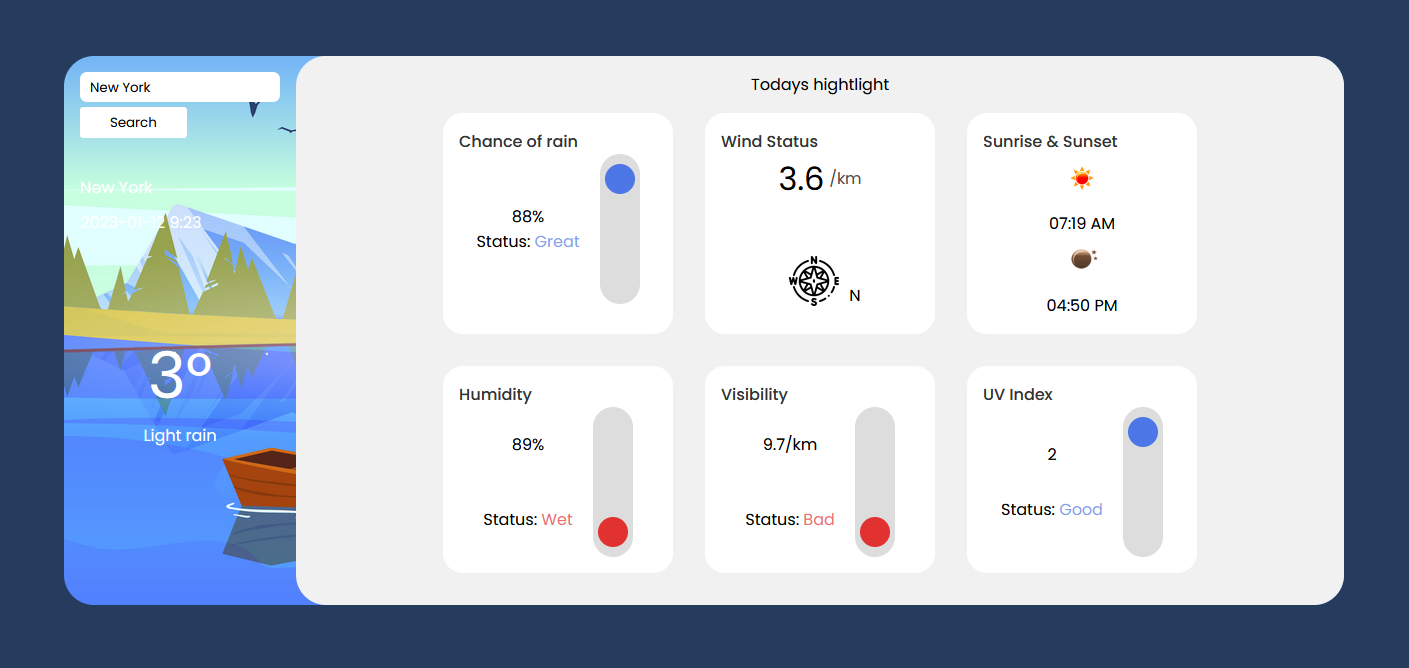 New York
Search
New York
2023-01-12 9:23
3°
Light rain
Todays hightlight
Chance of rain
88%
Status: Great
Wind Status
3.6 /km
N
W E
S
N
Sunrise & Sunset
07:19 AM
04:50 PM
Humidity
89%
Status: Wet
Visibility
9.7/km
Status: Bad
UV Index
2
Status: Good